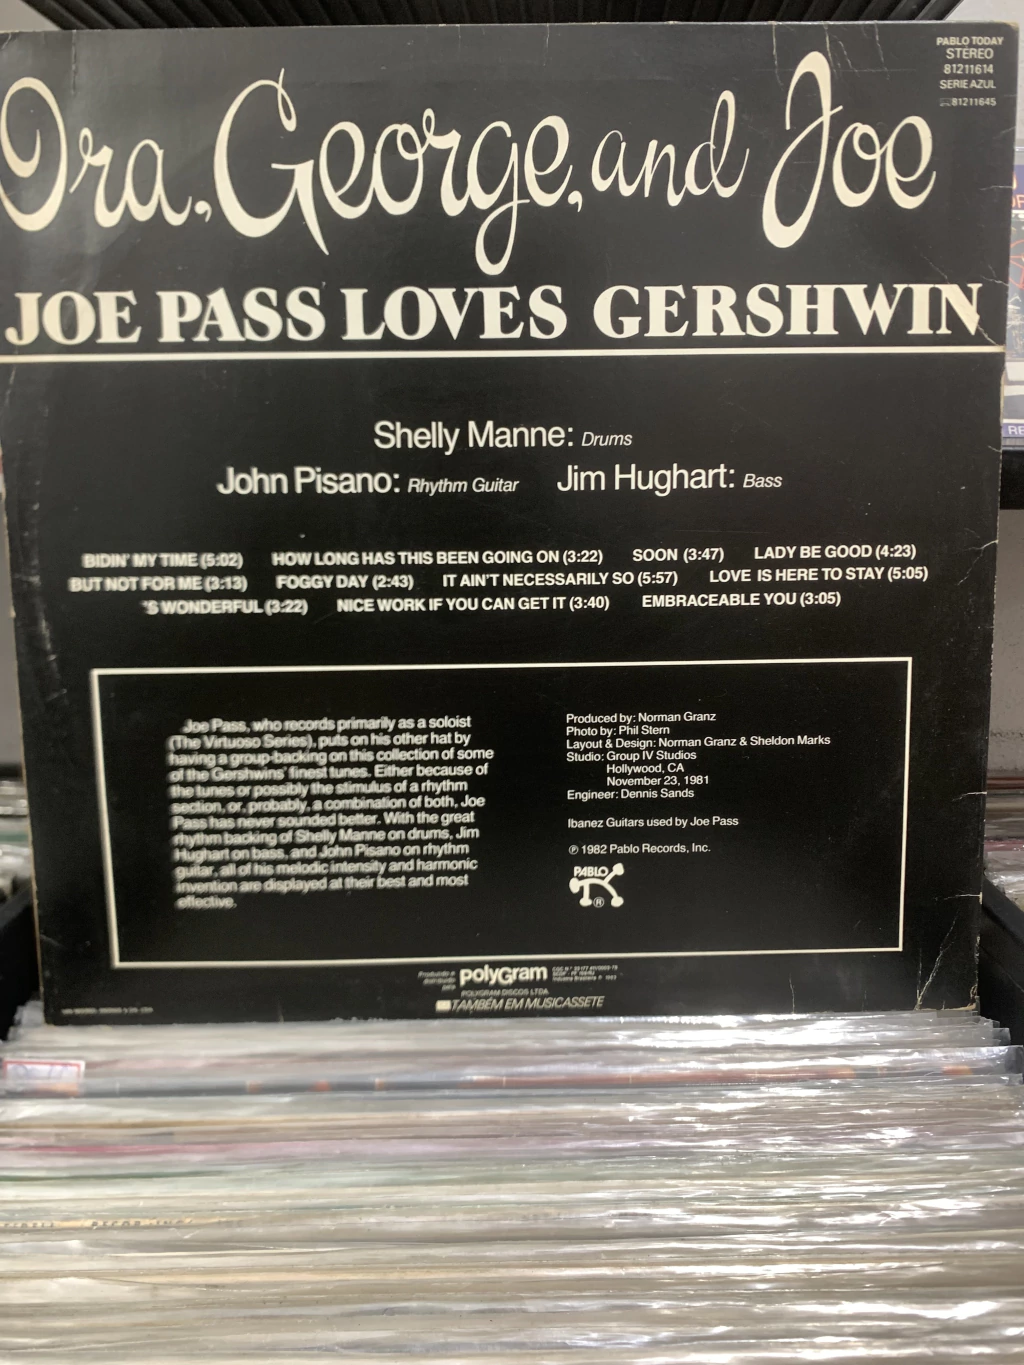 PABLO TODAY
STEREO
81211614
SERIE AZUL
81211645
Ira, George, and Joe
JOE PASS LOVES GERSHWIN
Shelly Manne: Drums
John Pisano: Rhythm Guitar Jim Hughart: Bass
BIDIN' MY TIME (5:02) HOW LONG HAS THIS BEEN GOING ON (3:22) SOON (3:47) LADY BE GOOD (4:23)
BUT NOT FOR ME (3:13) FOGGY DAY (2:43) IT AIN'T NECESSARILY SO (5:57) LOVE IS HERE TO STAY (5:05)
'S WONDERFUL (3:22) NICE WORK IF YOU CAN GET IT (3:40) EMBRACEABLE YOU (3:05)
Joe Pass, who records primarily as a soloist
(The Virtuoso Series), puts on his other hat by
having a group-backing on this collection of some
of the Gershwins' finest tunes. Either because of
the tunes or possibly the stimulus of a rhythm
section, or, probably, a combination of both, Joe
Pass has never sounded better. With the great
rhythm backing of Shelly Manne on drums, Jim
Hughart on bass, and John Pisano on rhythm
guitar, all of his melodic intensity and harmonic
invention are displayed at their best and most
effective.
Produced by: Norman Granz
Photo by: Phil Stern
Layout & Design: Norman Granz & Sheldon Marks
Studio: Group IV Studios
Hollywood, CA
November 23, 1981
Engineer: Dennis Sands
Ibanez Guitars used by Joe Pass
℗ 1982 Pablo Records, Inc.
PABLO
®
Produzido e
distribuído
pela
polyGram
POLYGRAM DISCOS LTDA.
TAMBÉM EM MUSICASSETE